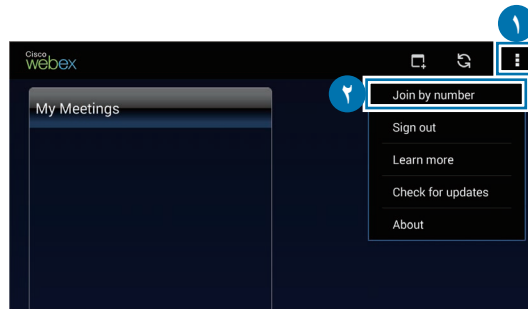 ١
Cisco
webex
٢
Join by number
My Meetings
Sign out
Learn more
Check for updates
About